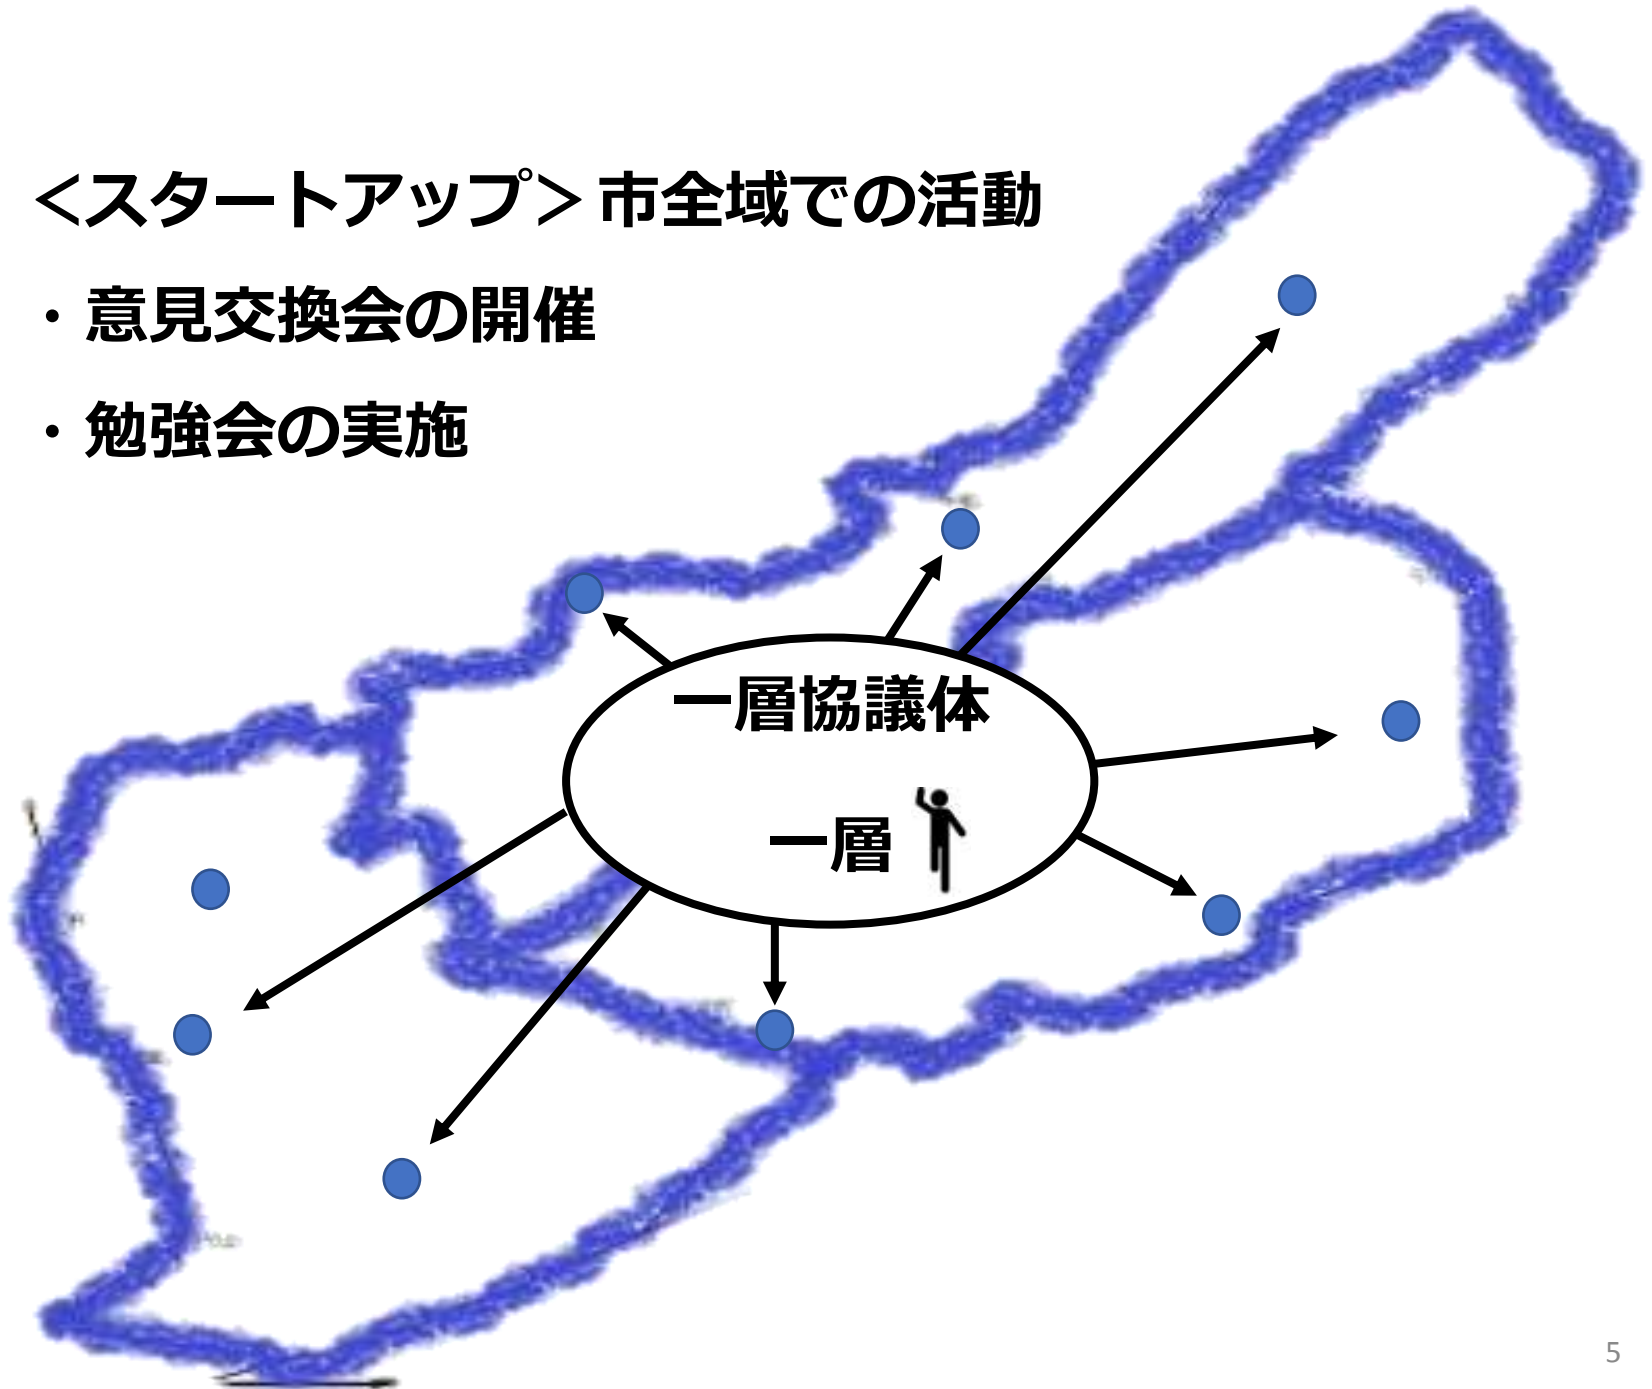 ＜スタートアップ＞市全域での活動
・意見交換会の開催
・勉強会の実施
一層協議体
一層
5